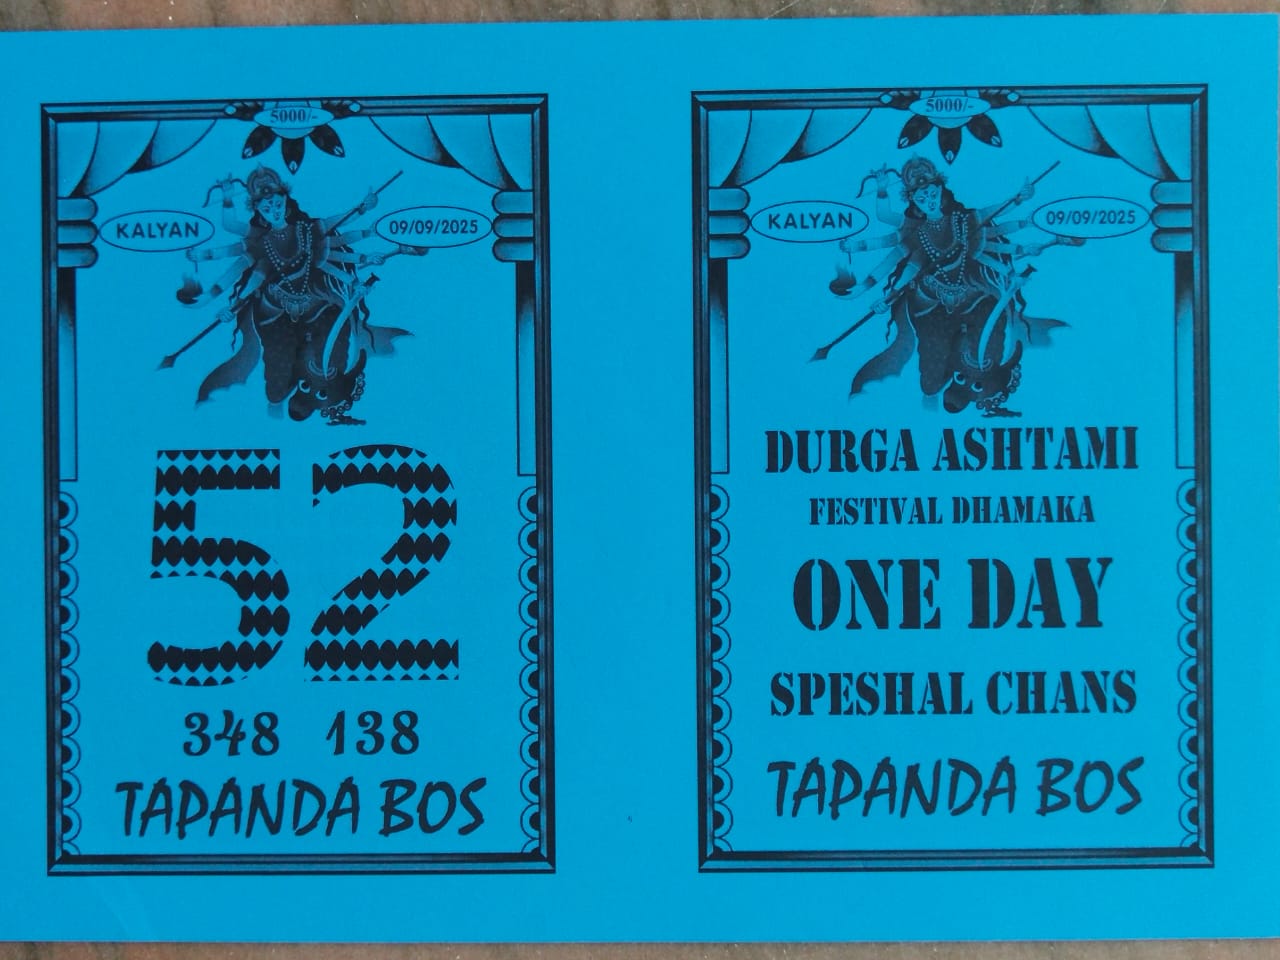 5000/-
KALYAN
09/09/2025
52
348 138
TAPANDA BOS
5000/-
KALYAN
09/09/2025
DURGA ASHTAMI
FESTIVAL DHAMAKA
ONE DAY
SPESHAL CHANS
TAPANDA BOS